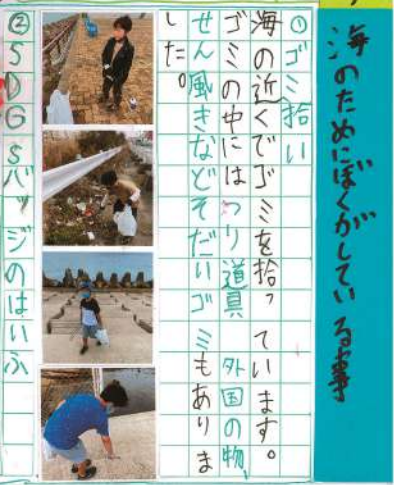 海のためにぼくがしている事
①ゴミ拾い
海の近くでゴミを拾っています。
ゴミの中にはつり道具、外国の物、
せん風きなどそだいゴミもありま
した。
②SDGSバッジのはいふ